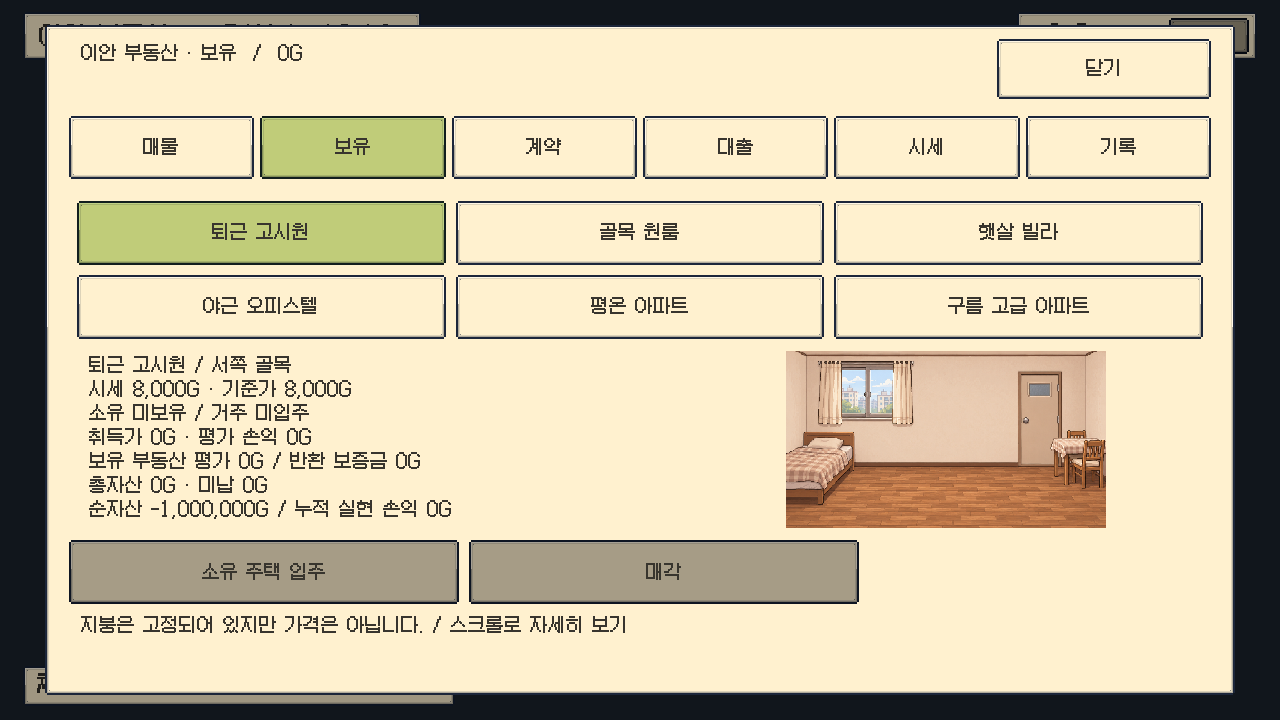 이안 부동산 · 보유 / 0G
닫기
매물
보유
계약
대출
시세
기록
퇴근 고시원
골목 원룸
햇살 빌라
야근 오피스텔
평온 아파트
구름 고급 아파트
퇴근 고시원 / 서쪽 골목
시세 8,000G · 기준가 8,000G
소유 미보유 / 거주 미입주
취득가 0G · 평가 손익 0G
보유 부동산 평가 0G / 반환 보증금 0G
총자산 0G · 미납 0G
순자산 -1,000,000G / 누적 실현 손익 0G
소유 주택 입주
매각
지붕은 고정되어 있지만 가격은 아닙니다. / 스크롤로 자세히 보기